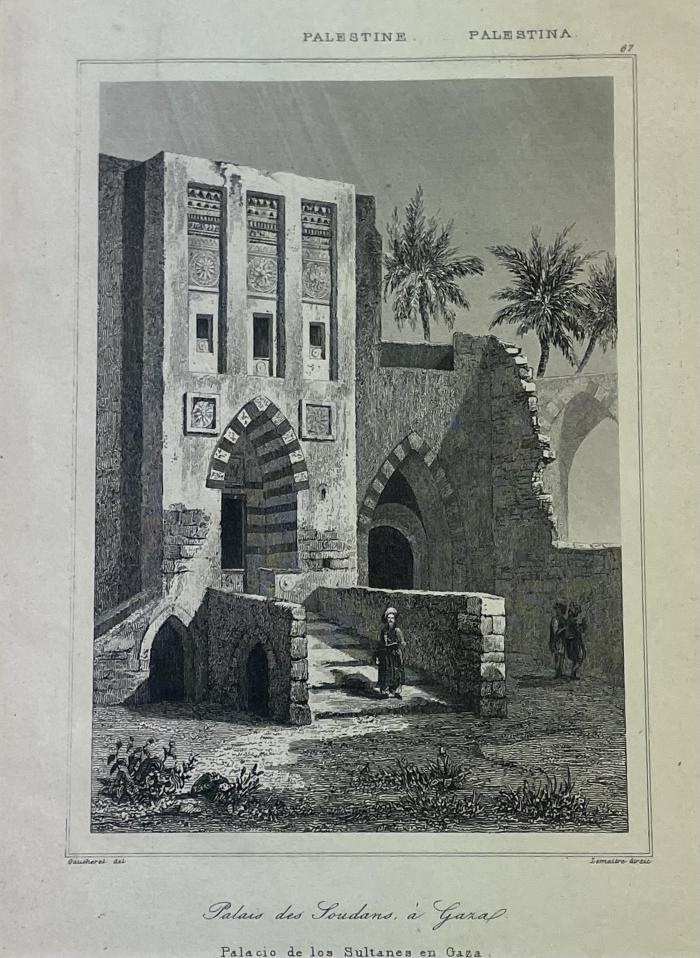 PALESTINE. PALESTINA.
67
Gaucherel del Lemaitre direxit
Palais des Soudans, à Gaza.
Palacio de los Sultanes en Gaza.